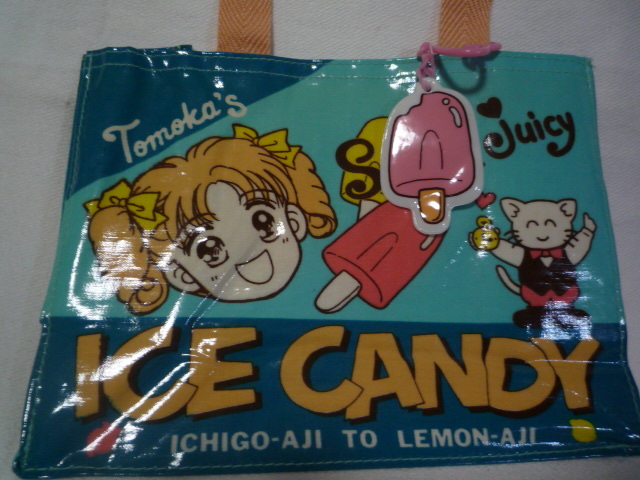 Tomoka's
Juicy
ICE CANDY
ICHIGO-AJI TO LEMON-AJI